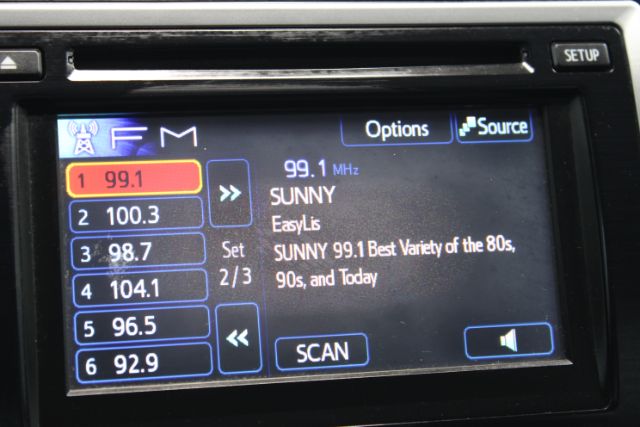 SETUP
FM
Options
Source
1 99.1
2 100.3
3 98.7
4 104.1
5 96.5
6 92.9
Set
2/3
99.1 MHz
SUNNY
EasyLis
SUNNY 99.1 Best Variety of the 80s,
90s, and Today
SCAN